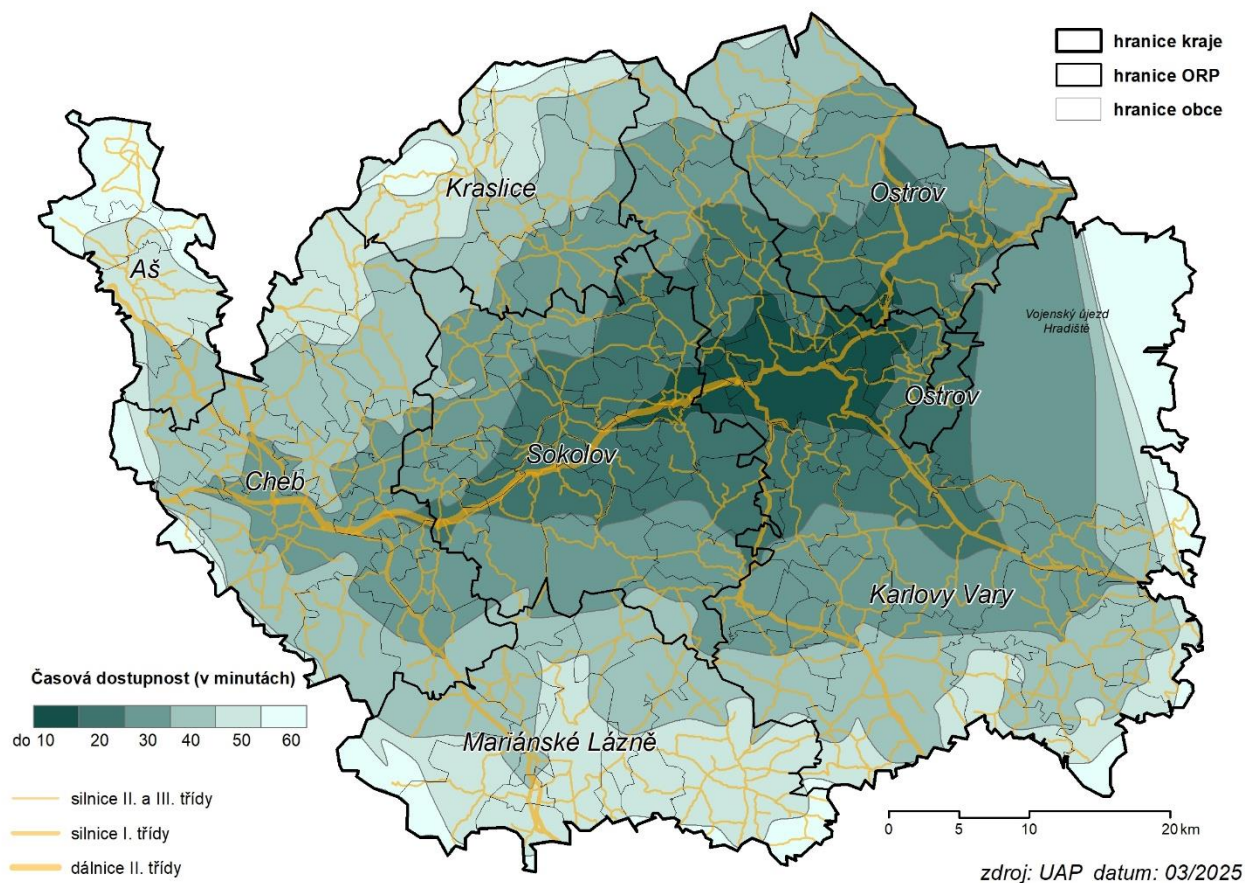 hranice kraje
hranice ORP
hranice obce
Kraslice
Ostrov
Aš
Vojenský újezd
Hradiště
Ostrov
Sokolov
Cheb
Karlovy Vary
Časová dostupnost (v minutách)
do 10 20 30 40 50 60
Mariánské Lázně
silnice II. a III. třídy
silnice I. třídy
dálnice II. třídy
0 5 10 20 km
zdroj: UAP datum: 03/2025